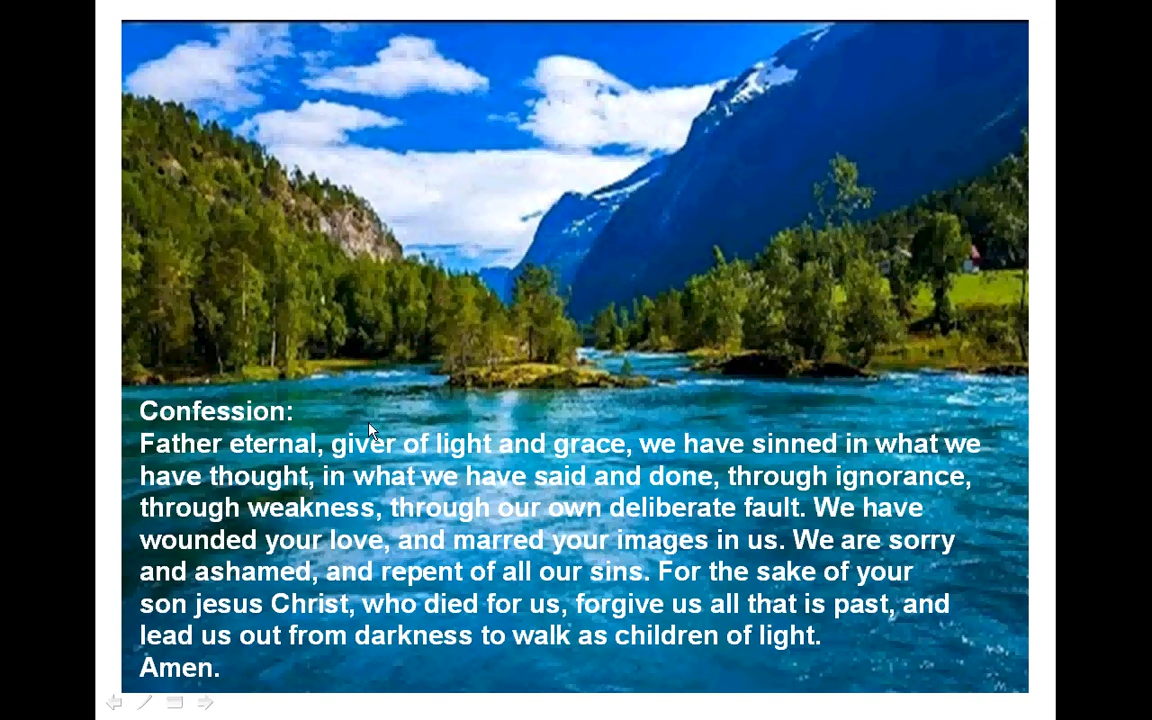 Confession:
Father eternal, giver of light and grace, we have sinned in what we
have thought, in what we have said and done, through ignorance,
through weakness, through our own deliberate fault. We have
wounded your love, and marred your images in us. We are sorry
and ashamed, and repent of all our sins. For the sake of your
son jesus Christ, who died for us, forgive us all that is past, and
lead us out from darkness to walk as children of light.
Amen.